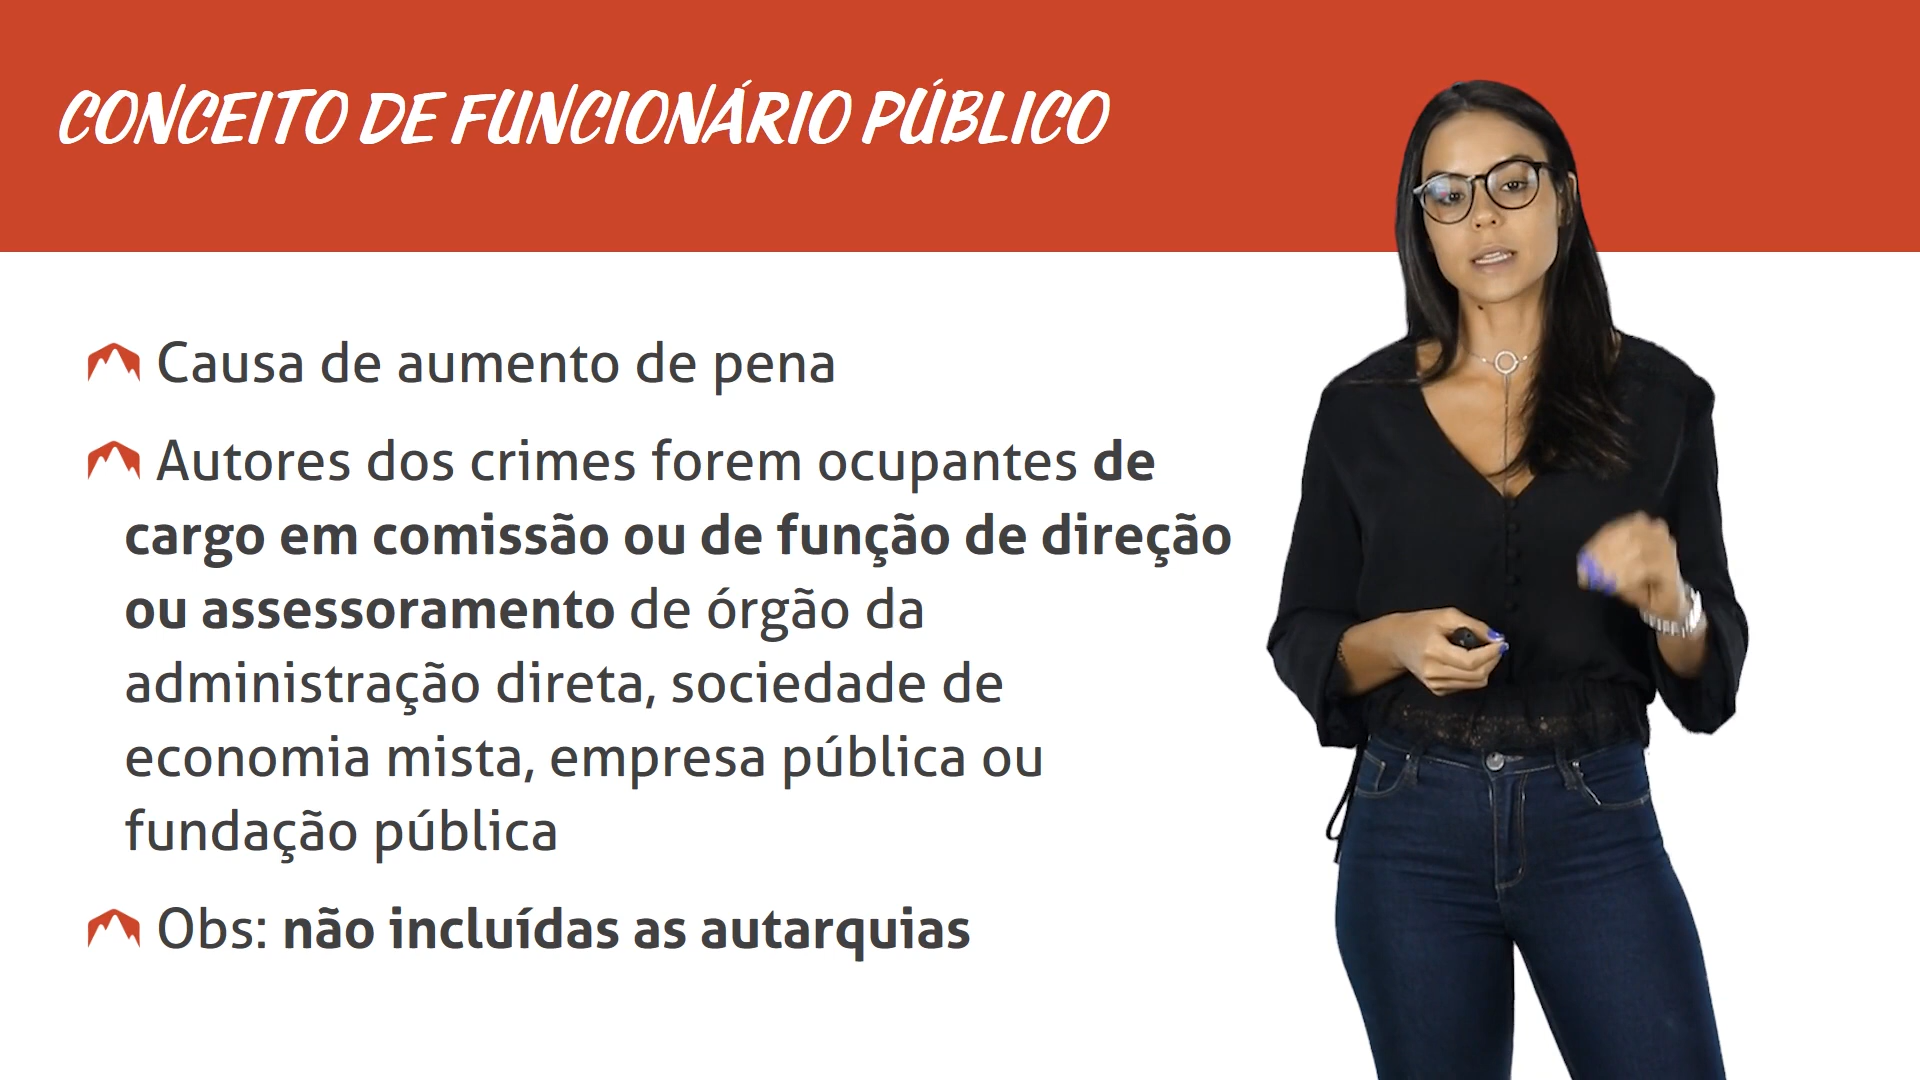 CONCEITO DE FUNCIONÁRIO PÚBLICO
Causa de aumento de pena
Autores dos crimes forem ocupantes de
cargo em comissão ou de função de direção
ou assessoramento de órgão da
administração direta, sociedade de
economia mista, empresa pública ou
fundação pública
Obs: não incluídas as autarquias